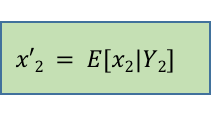 x'₂ = E[x₂|Y₂]